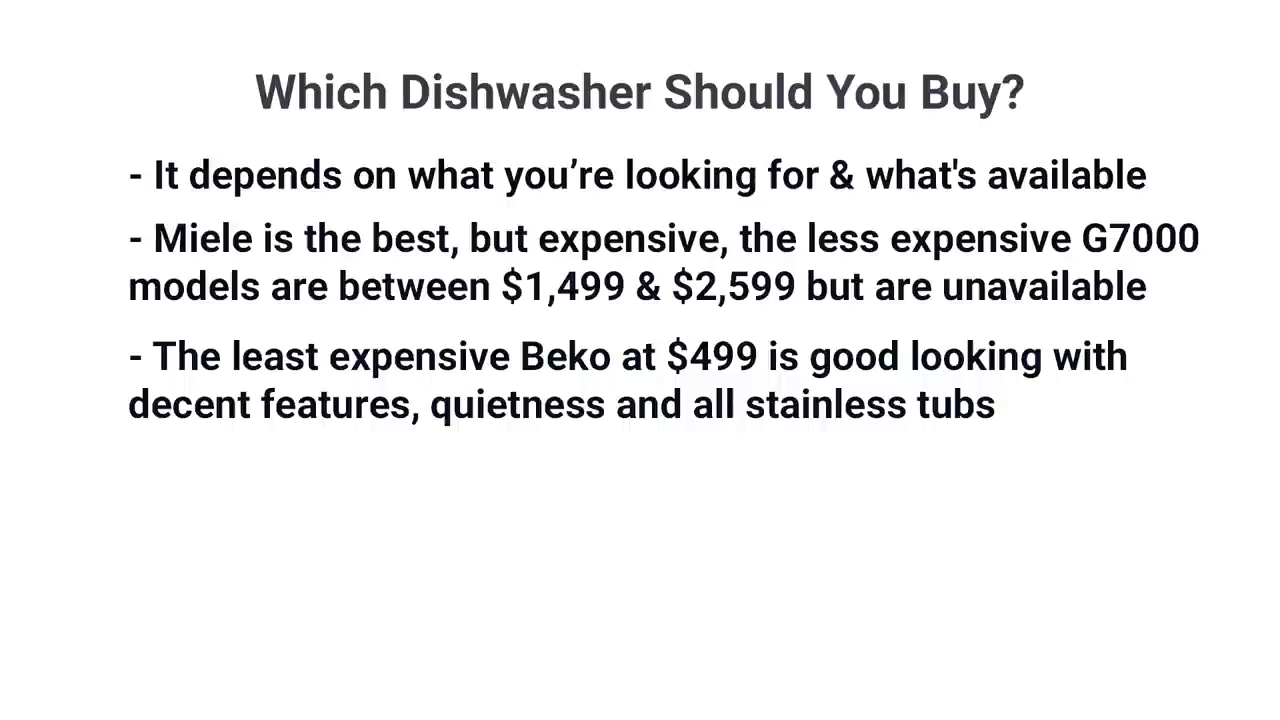 Which Dishwasher Should You Buy?
- It depends on what you’re looking for & what's available
- Miele is the best, but expensive, the less expensive G7000
models are between $1,499 & $2,599 but are unavailable
- The least expensive Beko at $499 is good looking with
decent features, quietness and all stainless tubs